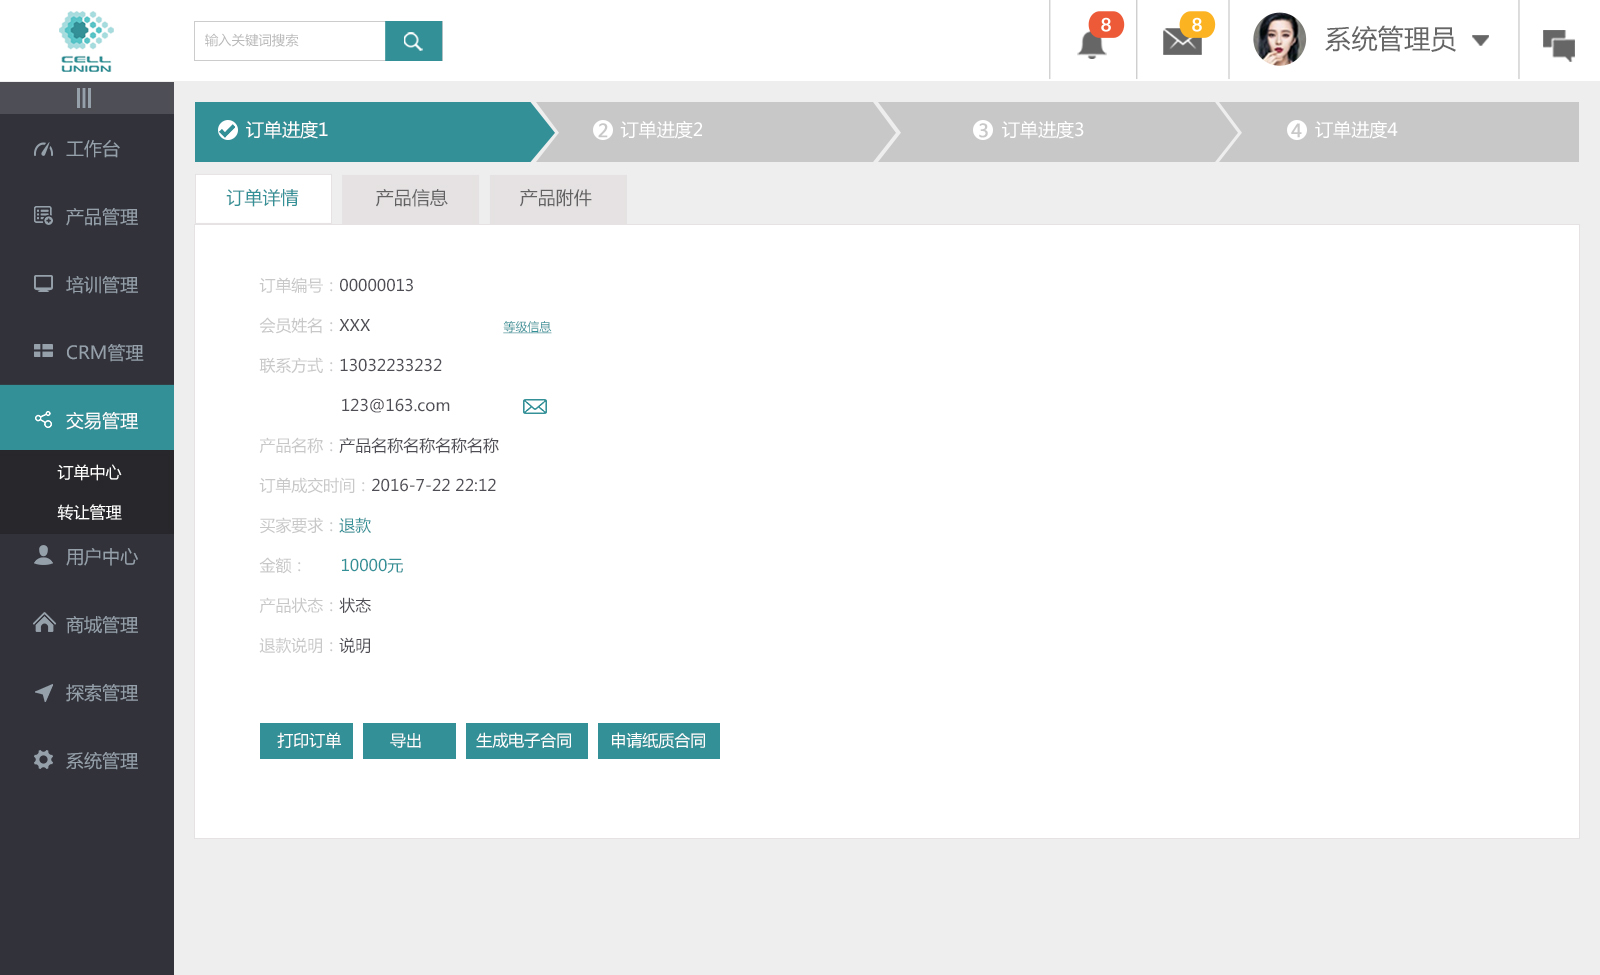 CELL
UNION
输入关键词搜索
8
8
系统管理员
工作台
产品管理
培训管理
CRM管理
交易管理
订单中心
转让管理
用户中心
商城管理
探索管理
系统管理
订单进度1
2 订单进度2
3 订单进度3
4 订单进度4
订单详情
产品信息
产品附件
订单编号：00000013
会员姓名：XXX 等级信息
联系方式：13032233232
123@163.com
产品名称：产品名称名称名称名称
订单成交时间：2016-7-22 22:12
买家要求：退款
金额： 10000元
产品状态：状态
退款说明：说明
打印订单
导出
生成电子合同
申请纸质合同